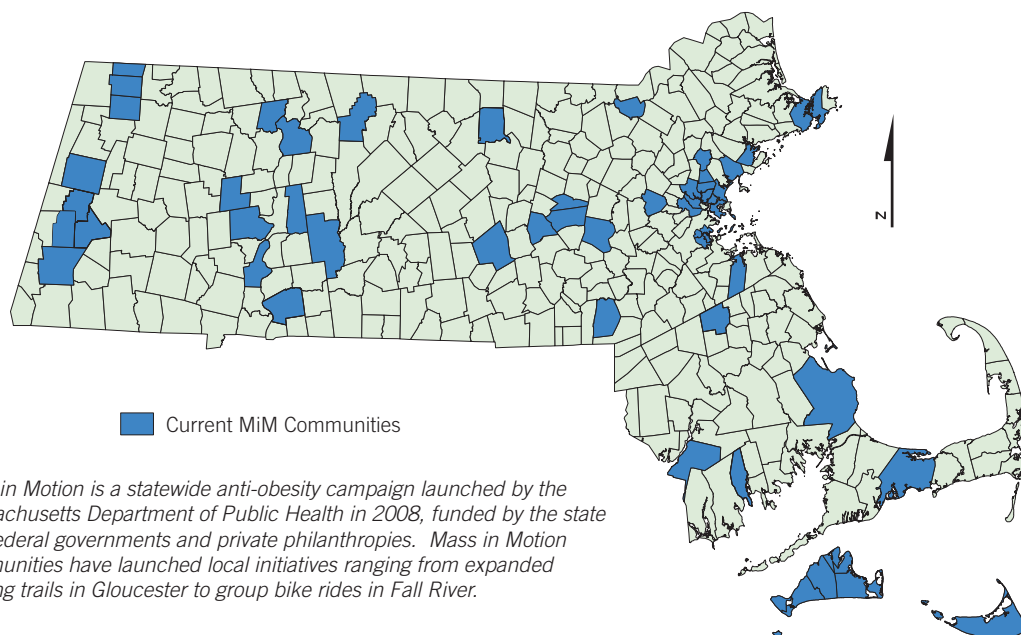 N
Current MiM Communities
in Motion is a statewide anti-obesity campaign launched by the
achusetts Department of Public Health in 2008, funded by the state
ederal governments and private philanthropies. Mass in Motion
unities have launched local initiatives ranging from expanded
ng trails in Gloucester to group bike rides in Fall River.